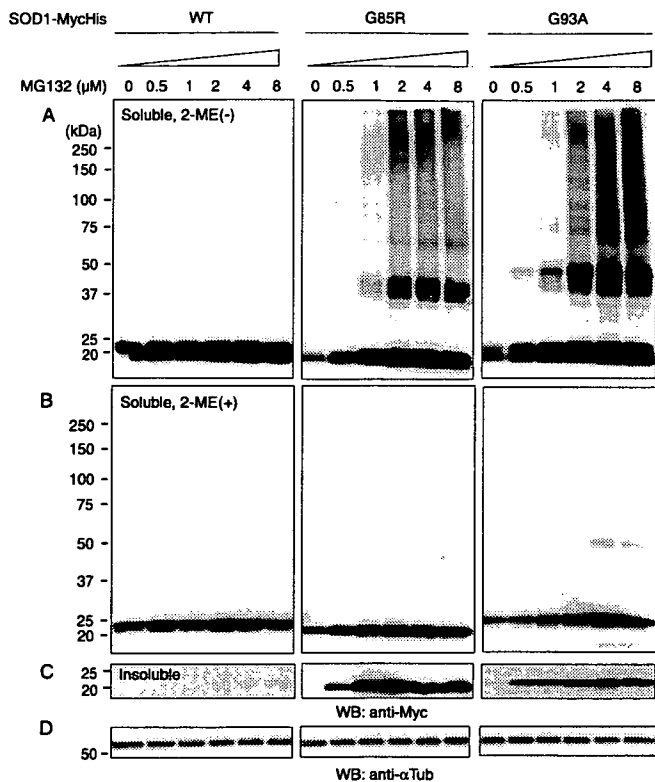 SOD1-MycHis WT G85R G93A
MG132 (µM) 0 0.5 1 2 4 8 0 0.5 1 2 4 8 0 0.5 1 2 4 8
A
(kDa)
Soluble, 2-ME(-)
250
150
100
75
50
37
25
20
B
Soluble, 2-ME(+)
250
150
100
75
50
37
25
20
C
Insoluble
25
20
WB: anti-Myc
D
50
WB: anti-αTub